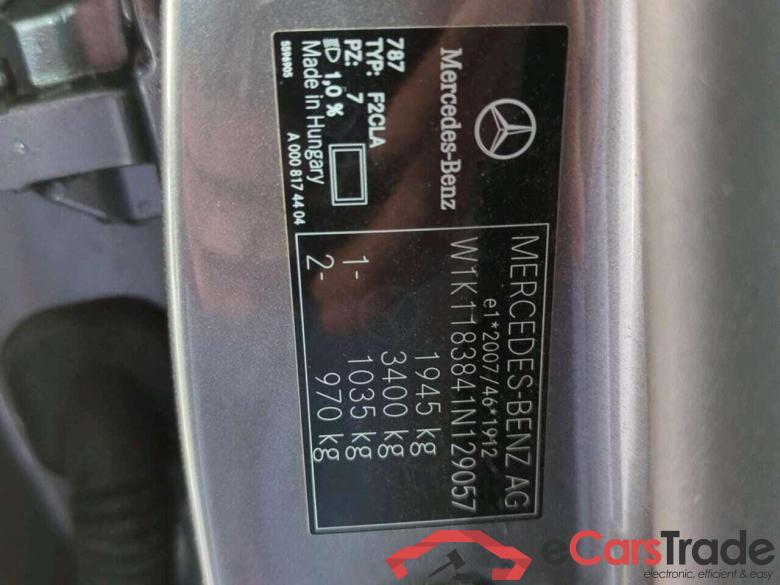 MERCEDES-BENZ AG
e1*2007/46*1912
W1K1183841N129057
1945 kg
3400 kg
1- 1035 kg
2- 970 kg
Mercedes-Benz
787
TYP: F2CLA
PZ: 7
1,0 %
Made in Hungary
A 000 817 44 04
SSN6905
eCarsTrade
electronic, efficient & easy